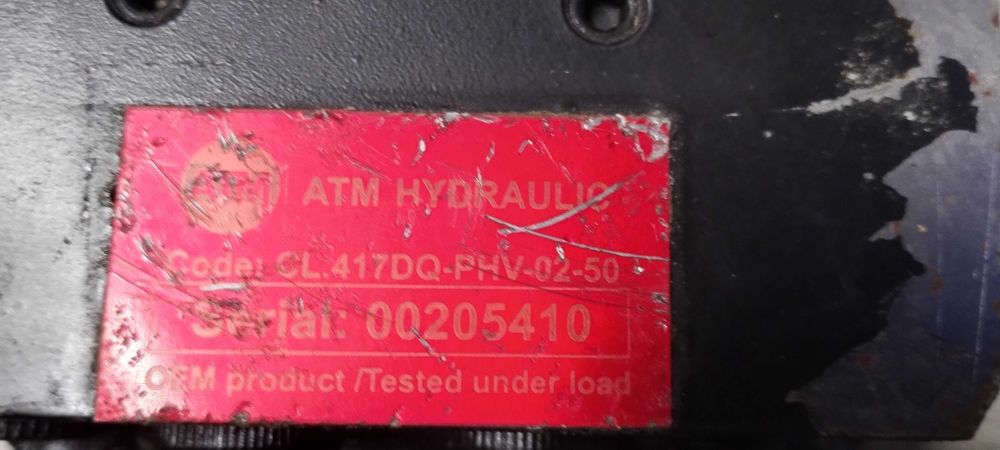 ATM HYDRAULIC
Code: CL.417DQ-PHV-02-50
Serial: 00205410
OEM product /Tested under load